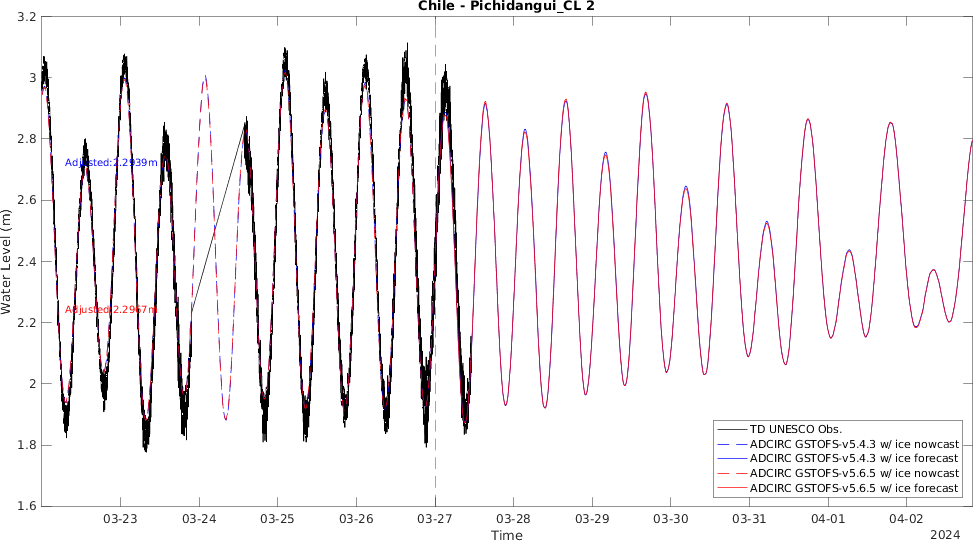 Chile - Pichidangui_CL 2
3.2
3
2.8
2.6
2.4
2.2
2
1.8
1.6
Water Level (m)
Adjusted:2.2939m
Adjusted:2.2967m
TD UNESCO Obs.
ADCIRC GSTOFS-v5.4.3 w/ ice nowcast
ADCIRC GSTOFS-v5.4.3 w/ ice forecast
ADCIRC GSTOFS-v5.6.5 w/ ice nowcast
ADCIRC GSTOFS-v5.6.5 w/ ice forecast
03-23 03-24 03-25 03-26 03-27 03-28 03-29 03-30 03-31 04-01 04-02
Time
2024